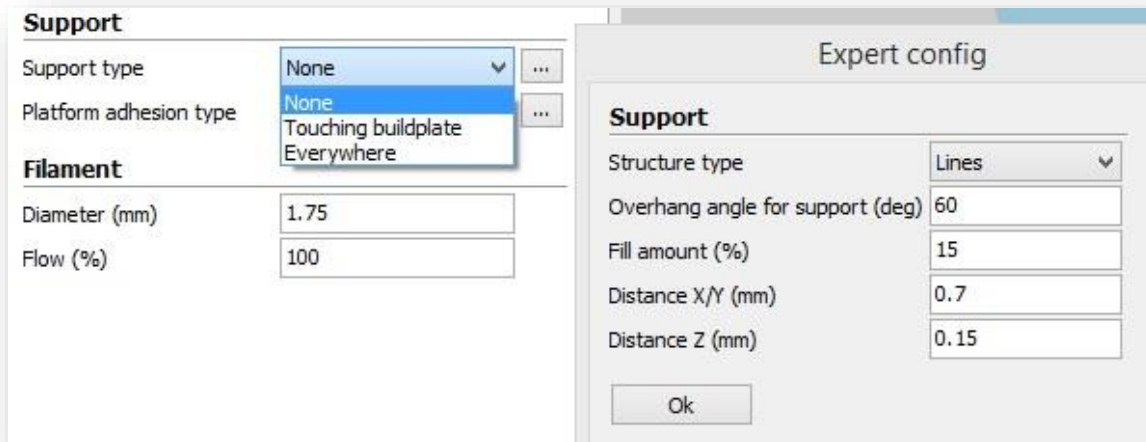 Support
Support type None ...
None
Platform adhesion type ...
Touching buildplate
Everywhere
Filament
Diameter (mm) 1.75
Flow (%) 100
Expert config
Support
Structure type Lines
Overhang angle for support (deg) 60
Fill amount (%) 15
Distance X/Y (mm) 0.7
Distance Z (mm) 0.15
Ok